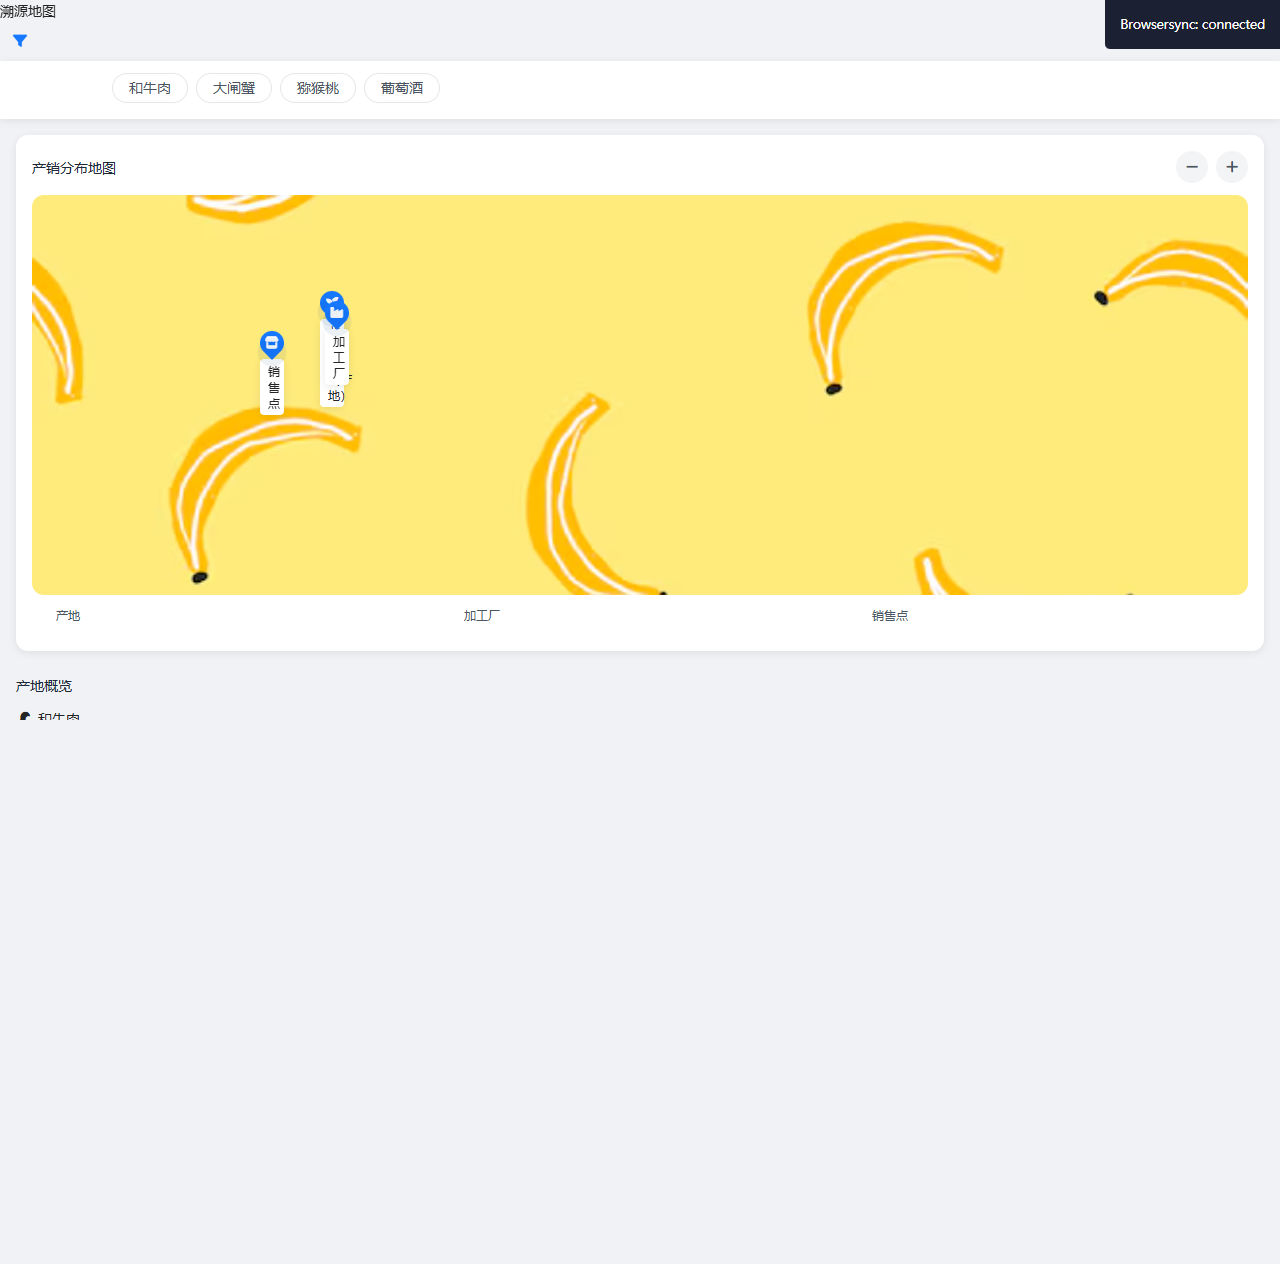 溯源地图
Browsersync: connected
和牛肉
大闸蟹
猕猴桃
葡萄酒
产销分布地图
加
工
厂
地)
销
售
点
产地
加工厂
销售点
产地概览
和牛肉